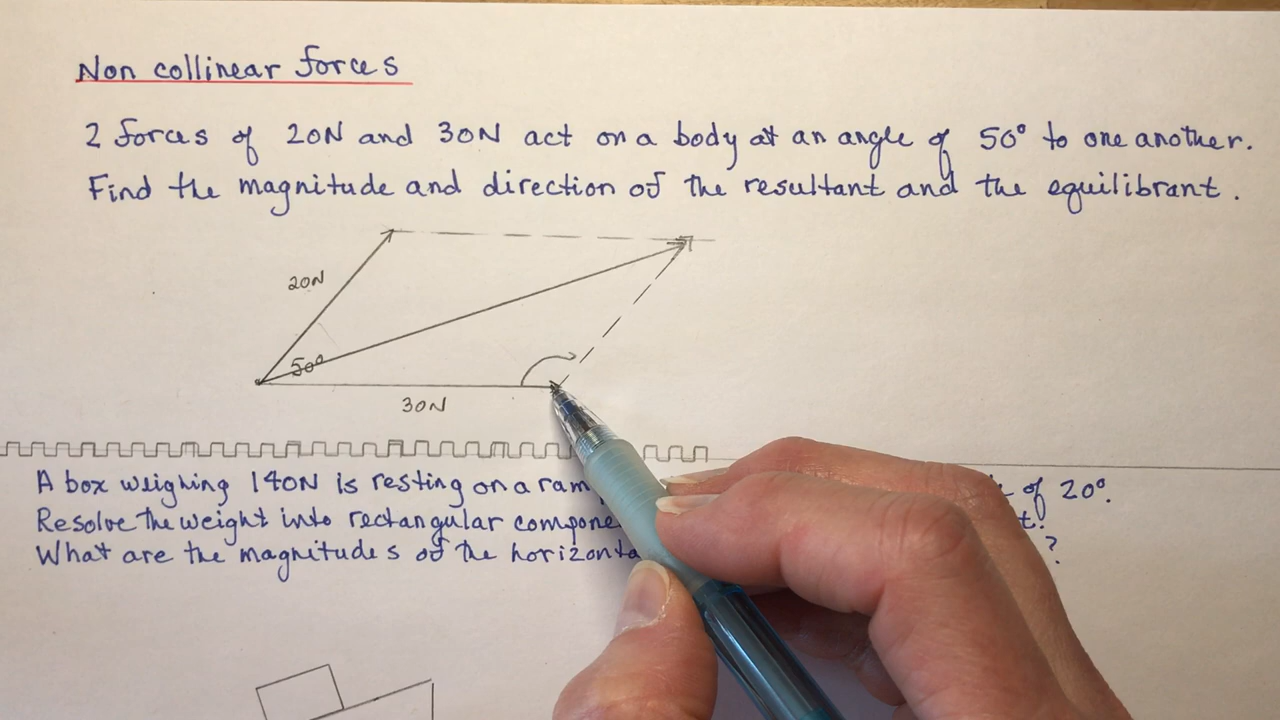 Non collinear forces
2 forces of 20N and 30N act on a body at an angle of 50° to one another.
Find the magnitude and direction of the resultant and the equilibrant.
20N
50°
30N
A box weighing 140N is resting on a ram of 20°.
Resolve the weight into rectangular compone t?
What are the magnitudes of the horizonta ?